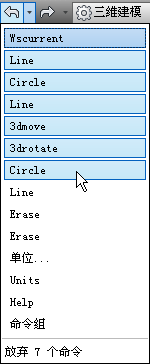 三维建模
Wscurrent
Line
Circle
Line
3dmove
3drotate
Circle
Line
Erase
Erase
单位...
Units
Help
命令组
放弃 7 个命令